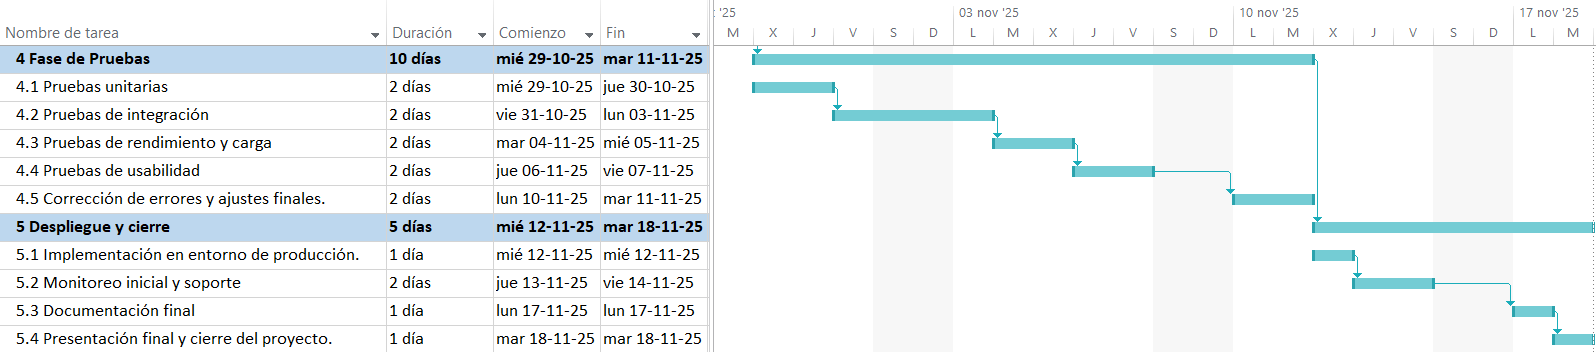 t '25 03 nov '25 10 nov '25 17 nov '25
Nombre de tarea Duración Comienzo Fin M X J V S D L M X J V S D L M X J V S D L M
4 Fase de Pruebas 10 días mié 29-10-25 mar 11-11-25
4.1 Pruebas unitarias 2 días mié 29-10-25 jue 30-10-25
4.2 Pruebas de integración 2 días vie 31-10-25 lun 03-11-25
4.3 Pruebas de rendimiento y carga 2 días mar 04-11-25 mié 05-11-25
4.4 Pruebas de usabilidad 2 días jue 06-11-25 vie 07-11-25
4.5 Corrección de errores y ajustes finales. 2 días lun 10-11-25 mar 11-11-25
5 Despliegue y cierre 5 días mié 12-11-25 mar 18-11-25
5.1 Implementación en entorno de producción. 1 día mié 12-11-25 mié 12-11-25
5.2 Monitoreo inicial y soporte 2 días jue 13-11-25 vie 14-11-25
5.3 Documentación final 1 día lun 17-11-25 lun 17-11-25
5.4 Presentación final y cierre del proyecto. 1 día mar 18-11-25 mar 18-11-25